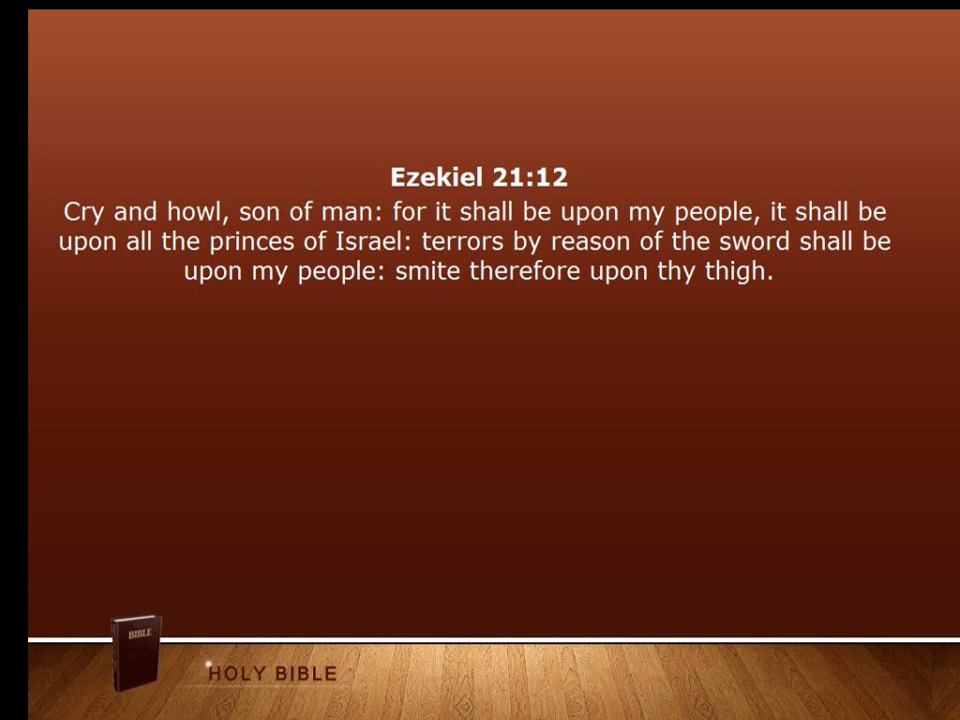 Ezekiel 21:12
Cry and howl, son of man: for it shall be upon my people, it shall be
upon all the princes of Israel: terrors by reason of the sword shall be
upon my people: smite therefore upon thy thigh.
BIBLE
HOLY BIBLE